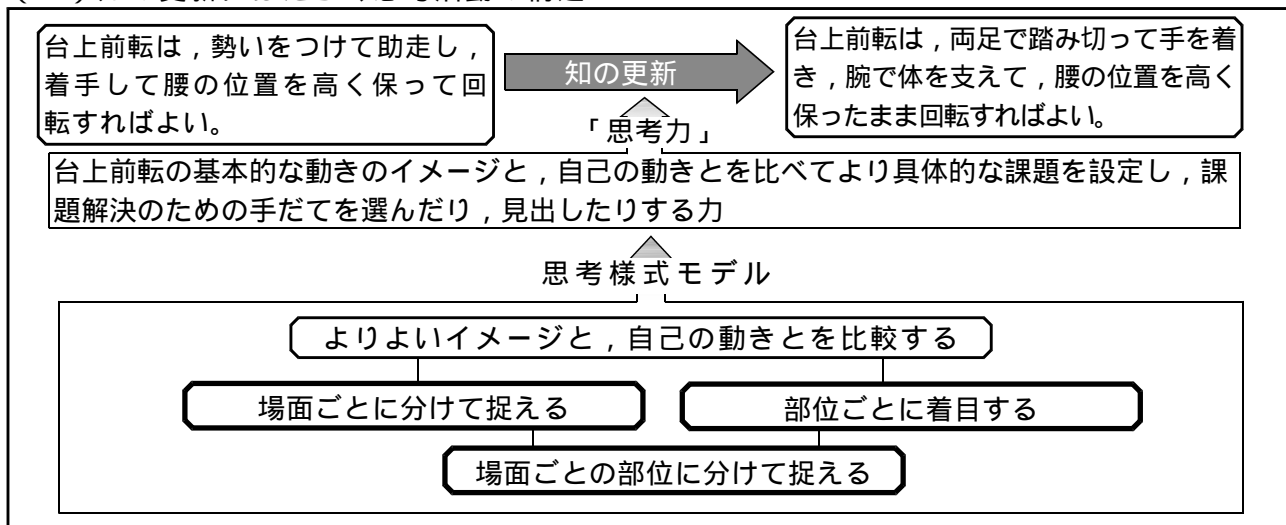 台上前転は，勢いをつけて助走し，
着手して腰の位置を高く保って回
転すればよい。
知の更新
台上前転は，両足で踏み切って手を着
き，腕で体を支えて，腰の位置を高く
保ったまま回転すればよい。
「思考力」
台上前転の基本的な動きのイメージと，自己の動きとを比べてより具体的な課題を設定し，課
題解決のための手だてを選んだり，見出したりする力
思考様式モデル
よりよいイメージと，自己の動きとを比較する
場面ごとに分けて捉える
部位ごとに着目する
場面ごとの部位に分けて捉える